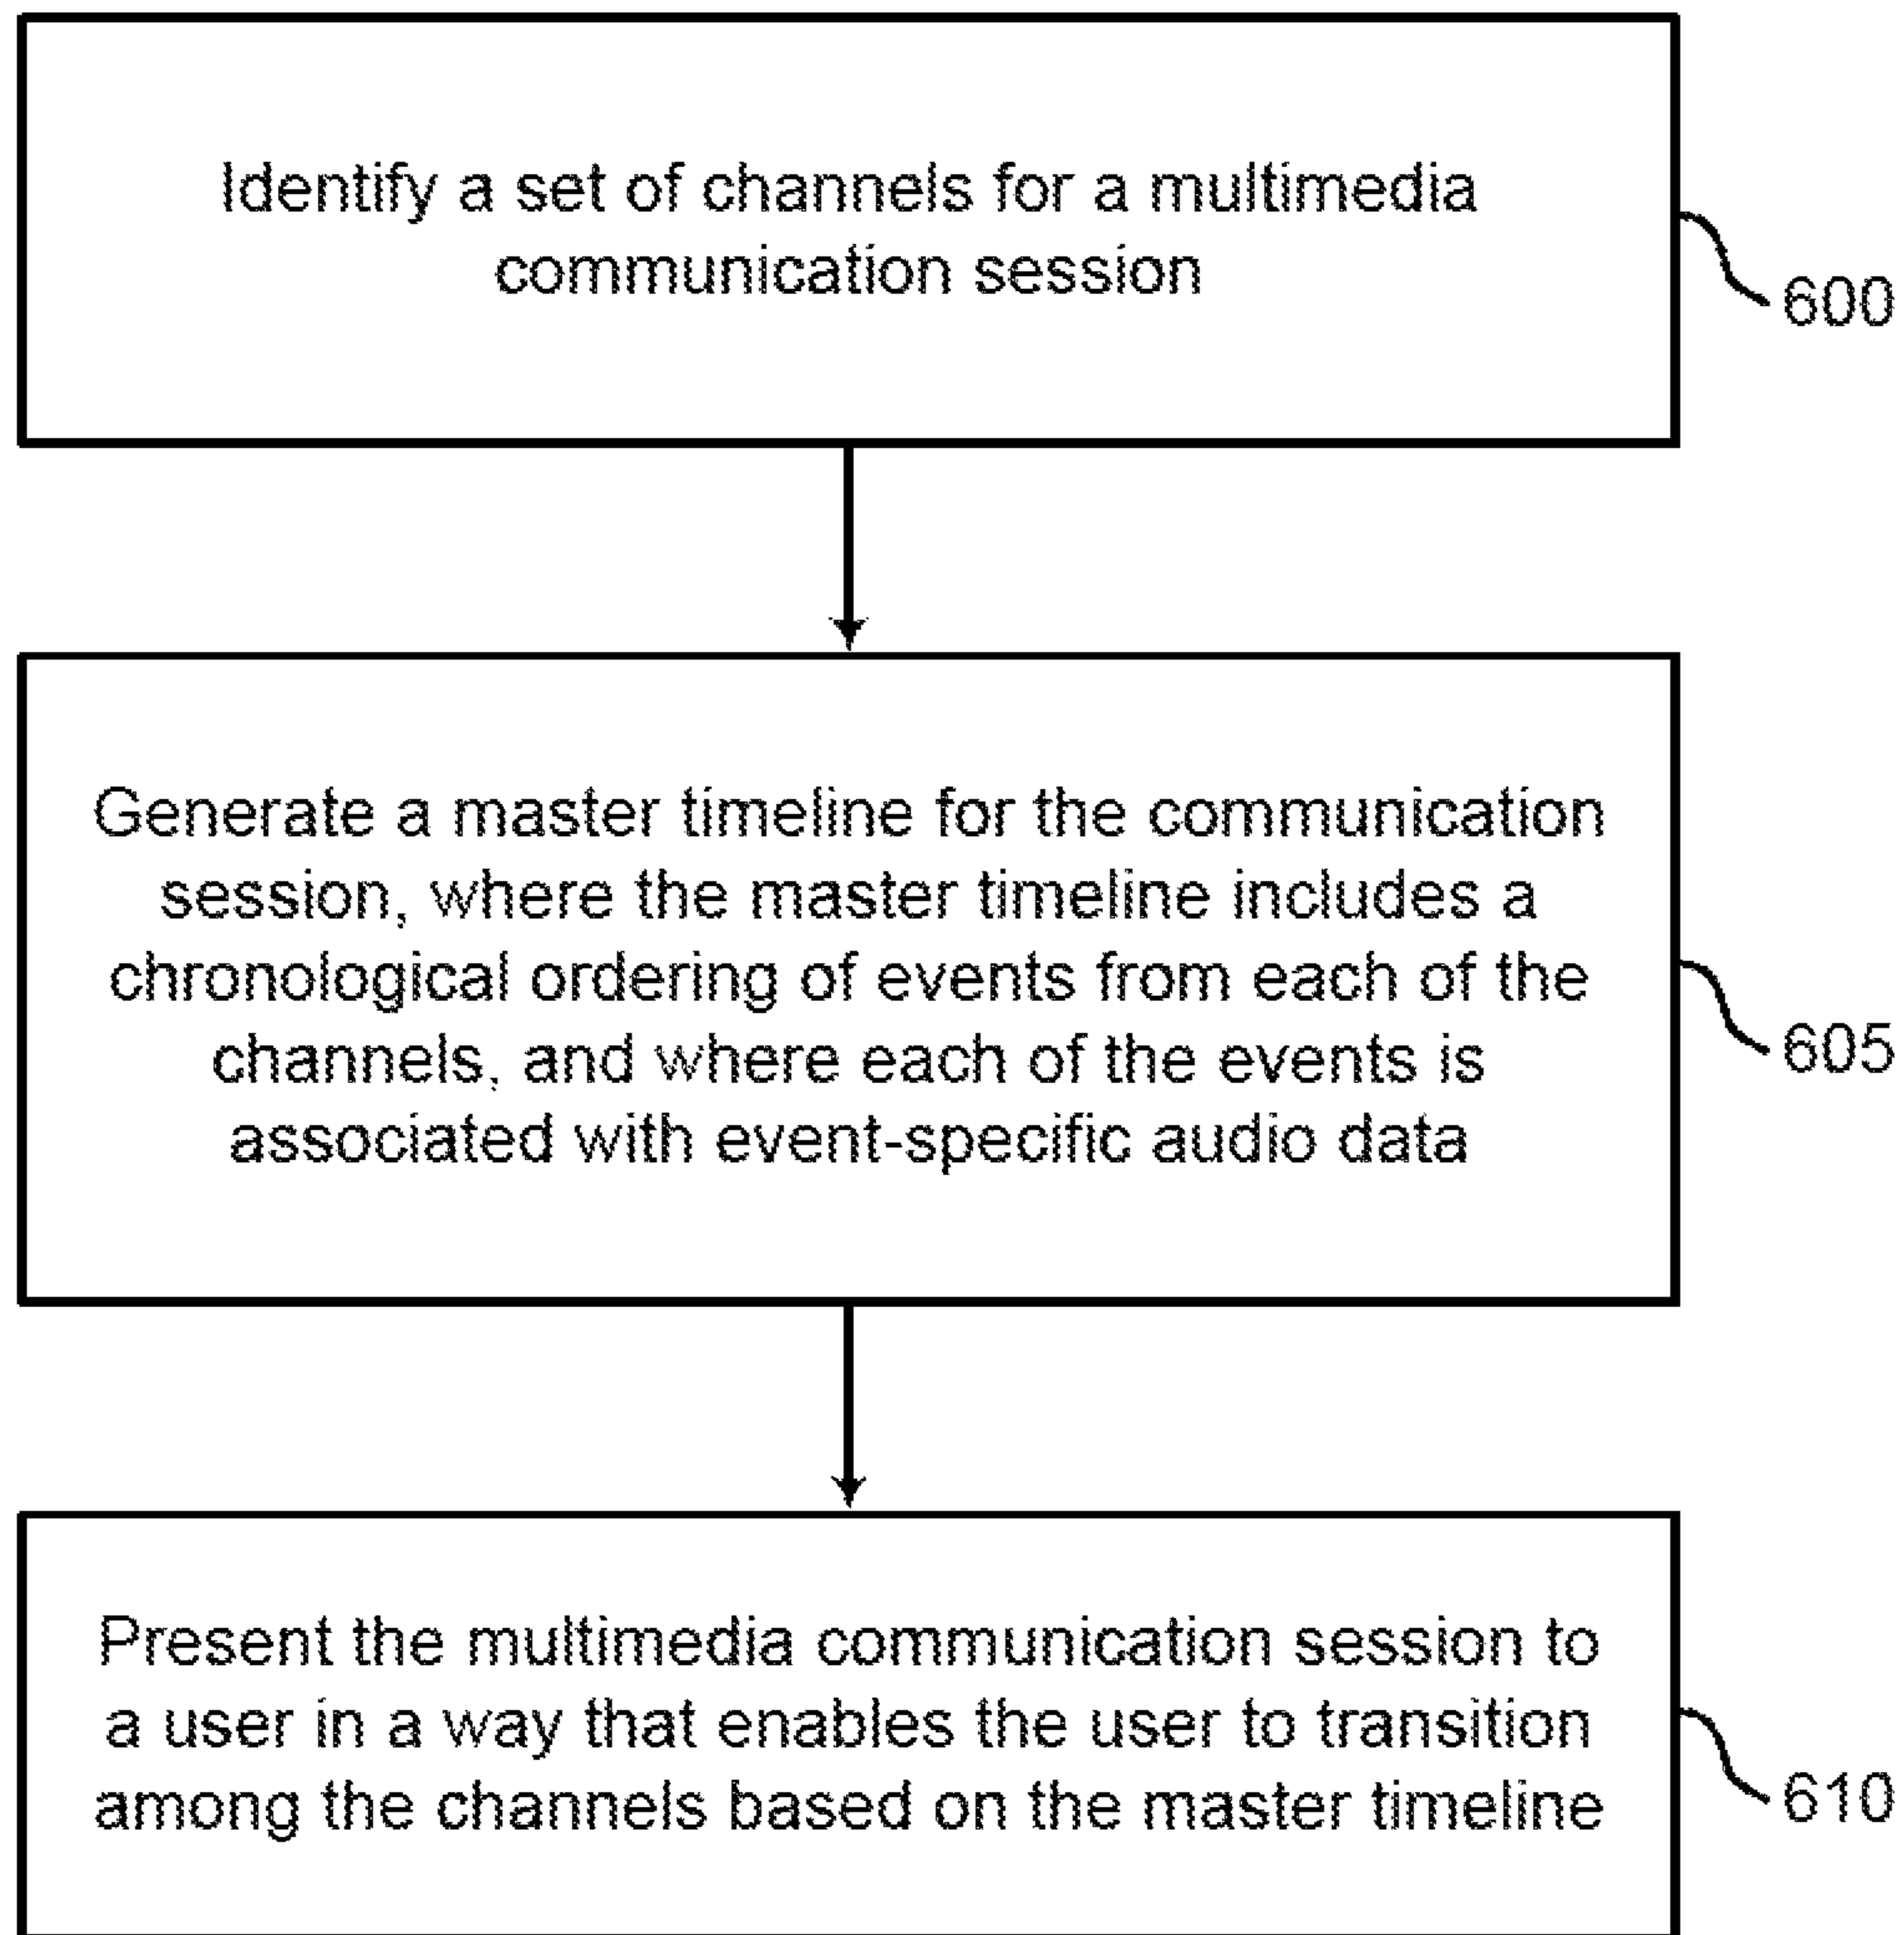 Identify a set of channels for a multimedia
communication session
600
Generate a master timeline for the communication
session, where the master timeline includes a
chronological ordering of events from each of the
channels, and where each of the events is
associated with event-specific audio data
605
Present the multimedia communication session to
a user in a way that enables the user to transition
among the channels based on the master timeline
610